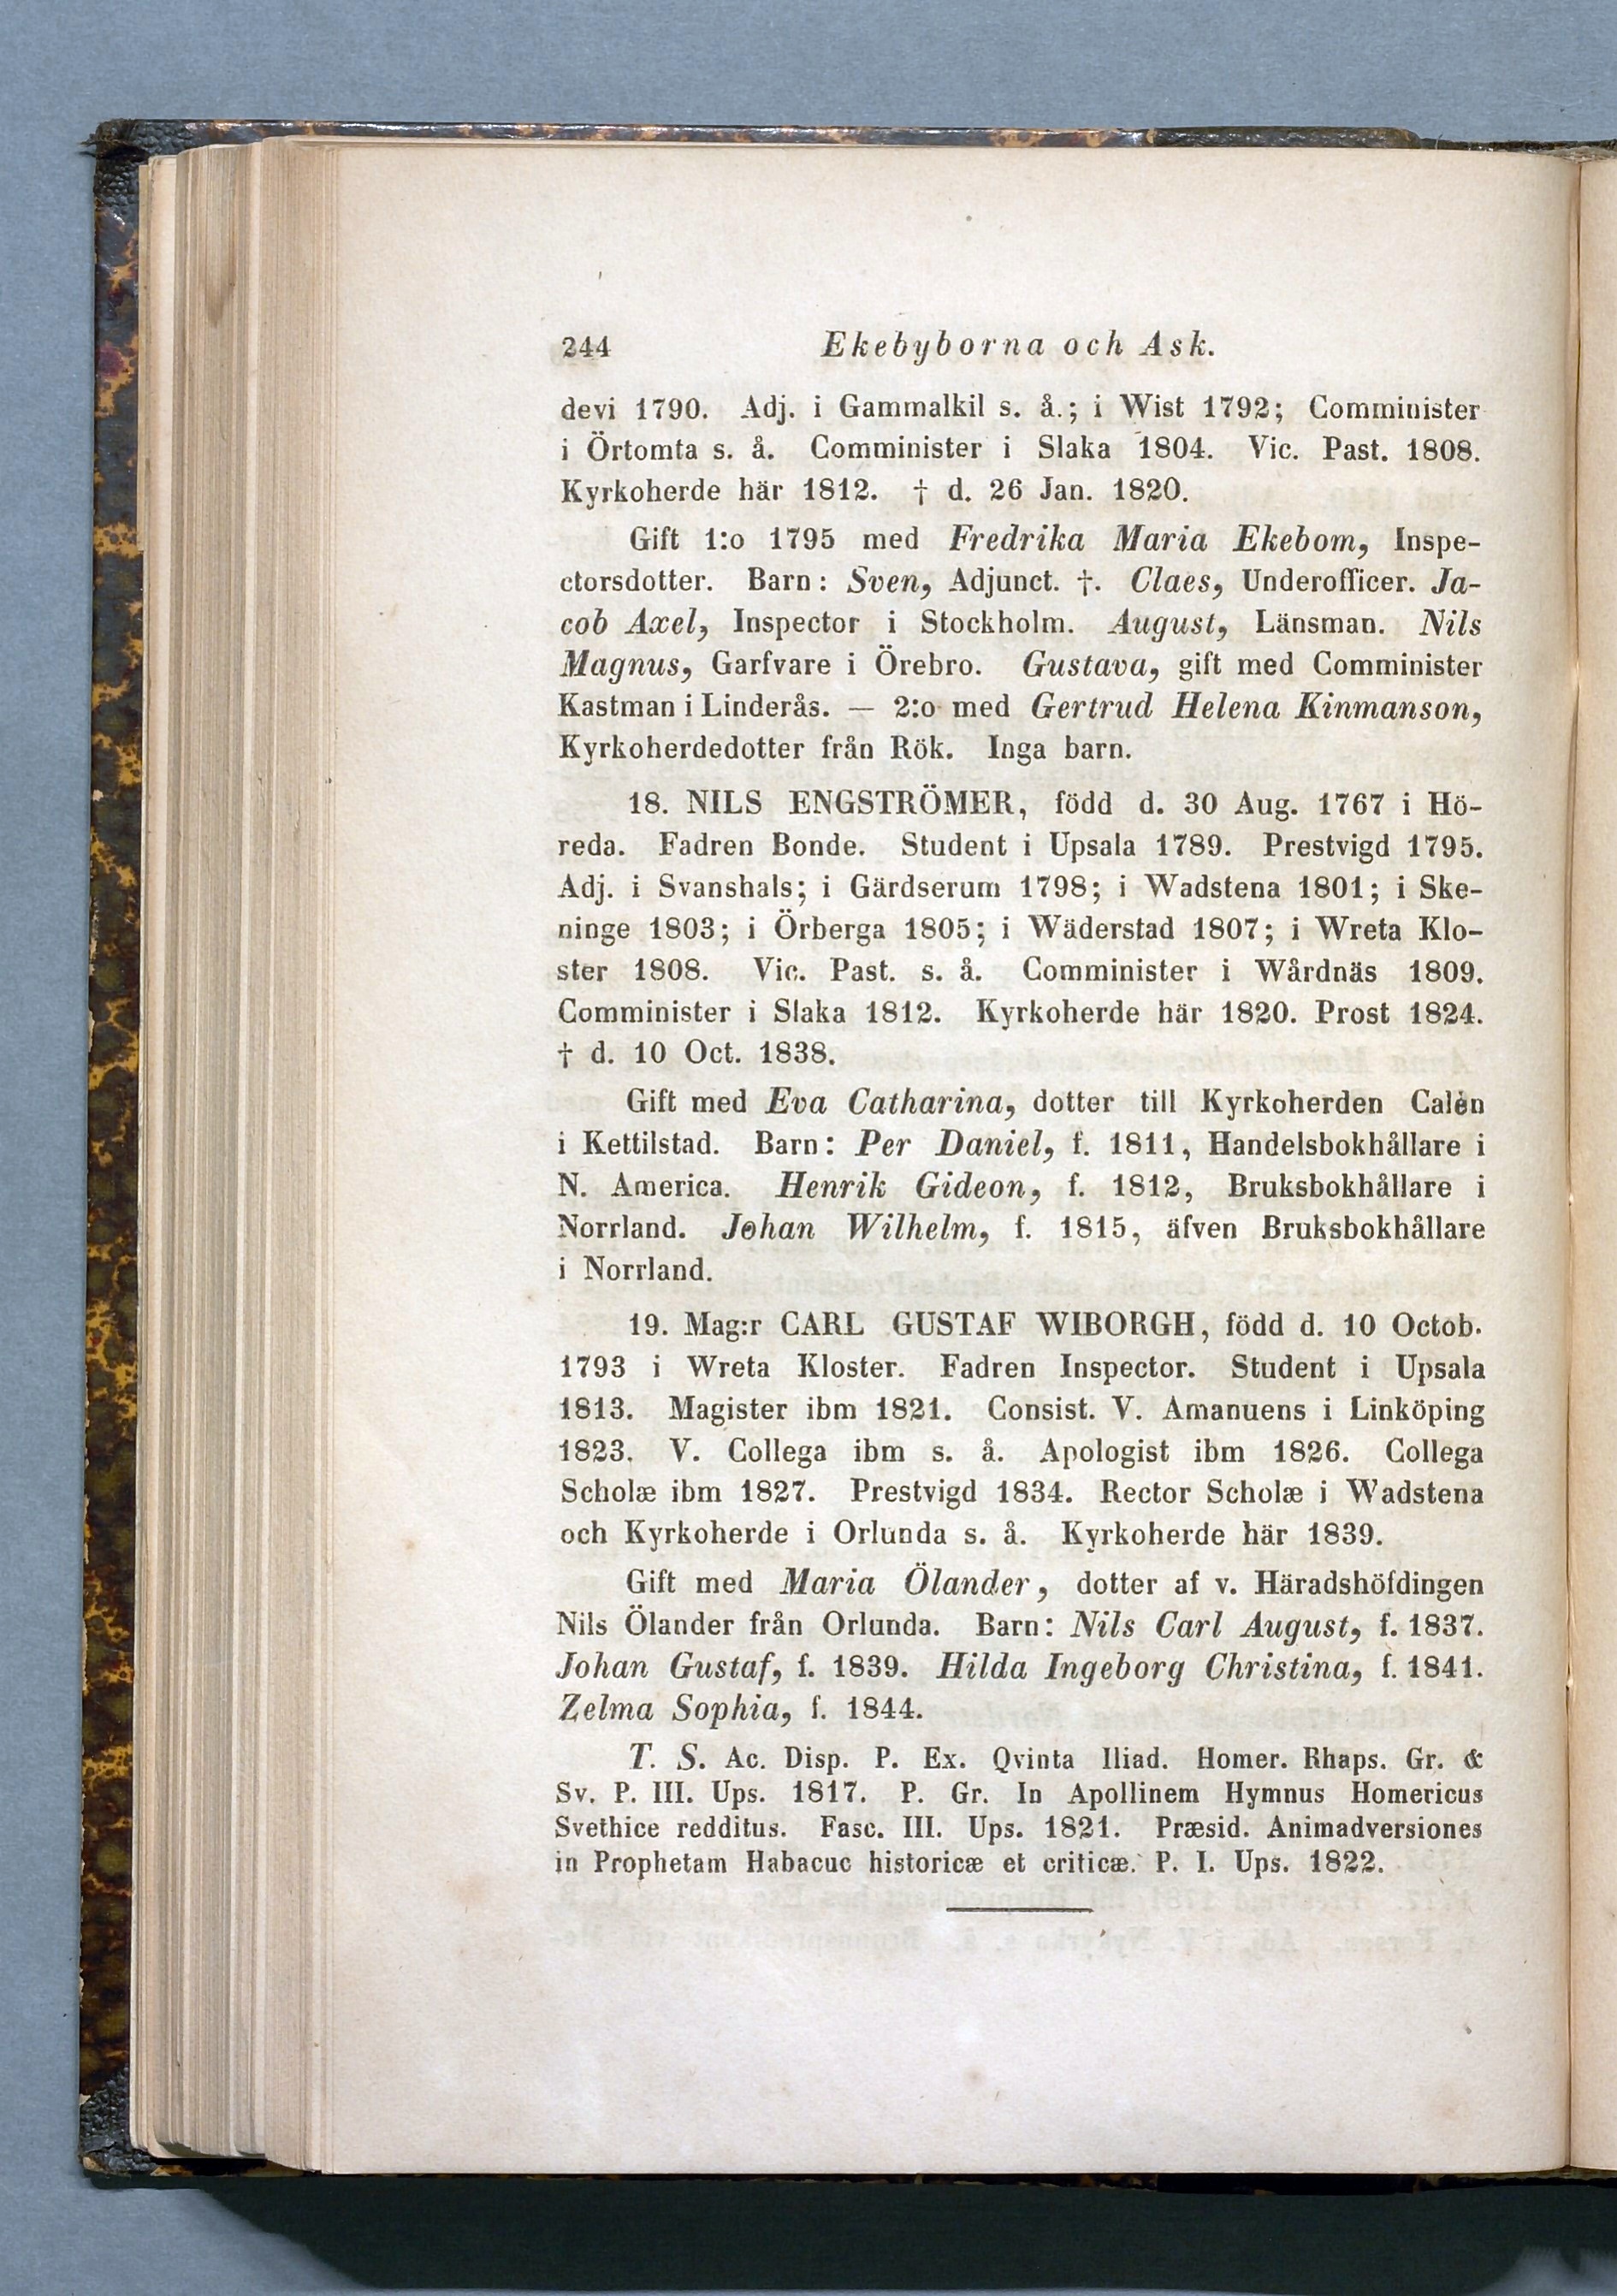 244 Ekebyborna och Ask.
devi 1790. Adj. i Gammalkil s. å.; i Wist 1792; Comminister
i Örtomta s. å. Comminister i Slaka 1804. Vic. Past. 1808.
Kyrkoherde här 1812. † d. 26 Jan. 1820.
Gift 1:o 1795 med Fredrika Maria Ekebom, Inspe-
ctorsdotter. Barn: Sven, Adjunct. †. Claes, Underofficer. Ja-
cob Axel, Inspector i Stockholm. August, Länsman. Nils
Magnus, Garfvare i Örebro. Gustava, gift med Comminister
Kastman i Linderås. — 2:o med Gertrud Helena Kinmanson,
Kyrkoherdedotter från Rök. Inga barn.
18. NILS ENGSTRÖMER, född d. 30 Aug. 1767 i Hö-
reda. Fadren Bonde. Student i Upsala 1789. Prestvigd 1795.
Adj. i Svanshals; i Gärdserum 1798; i Wadstena 1801; i Ske-
ninge 1803; i Örberga 1805; i Wäderstad 1807; i Wreta Klo-
ster 1808. Vic. Past. s. å. Comminister i Wårdnäs 1809.
Comminister i Slaka 1812. Kyrkoherde här 1820. Prost 1824.
† d. 10 Oct. 1838.
Gift med Eva Catharina, dotter till Kyrkoherden Calèn
i Kettilstad. Barn: Per Daniel, f. 1811, Handelsbokhållare i
N. America. Henrik Gideon, f. 1812, Bruksbokhållare i
Norrland. Johan Wilhelm, f. 1815, äfven Bruksbokhållare
i Norrland.
19. Mag:r CARL GUSTAF WIBORGH, född d. 10 Octob.
1793 i Wreta Kloster. Fadren Inspector. Student i Upsala
1813. Magister ibm 1821. Consist. V. Amanuens i Linköping
1823. V. Collega ibm s. å. Apologist ibm 1826. Collega
Scholæ ibm 1827. Prestvigd 1834. Rector Scholæ i Wadstena
och Kyrkoherde i Orlunda s. å. Kyrkoherde här 1839.
Gift med Maria Ölander, dotter af v. Häradshöfdingen
Nils Ölander från Orlunda. Barn: Nils Carl August, f. 1837.
Johan Gustaf, f. 1839. Hilda Ingeborg Christina, f. 1841.
Zelma Sophia, f. 1844.
T. S. Ac. Disp. P. Ex. Qvinta Iliad. Homer. Rhaps. Gr. &
Sv. P. III. Ups. 1817. P. Gr. In Apollinem Hymnus Homericus
Svethice redditus. Fasc. III. Ups. 1821. Præsid. Animadversiones
in Prophetam Habacuc historicæ et criticæ. P. I. Ups. 1822.